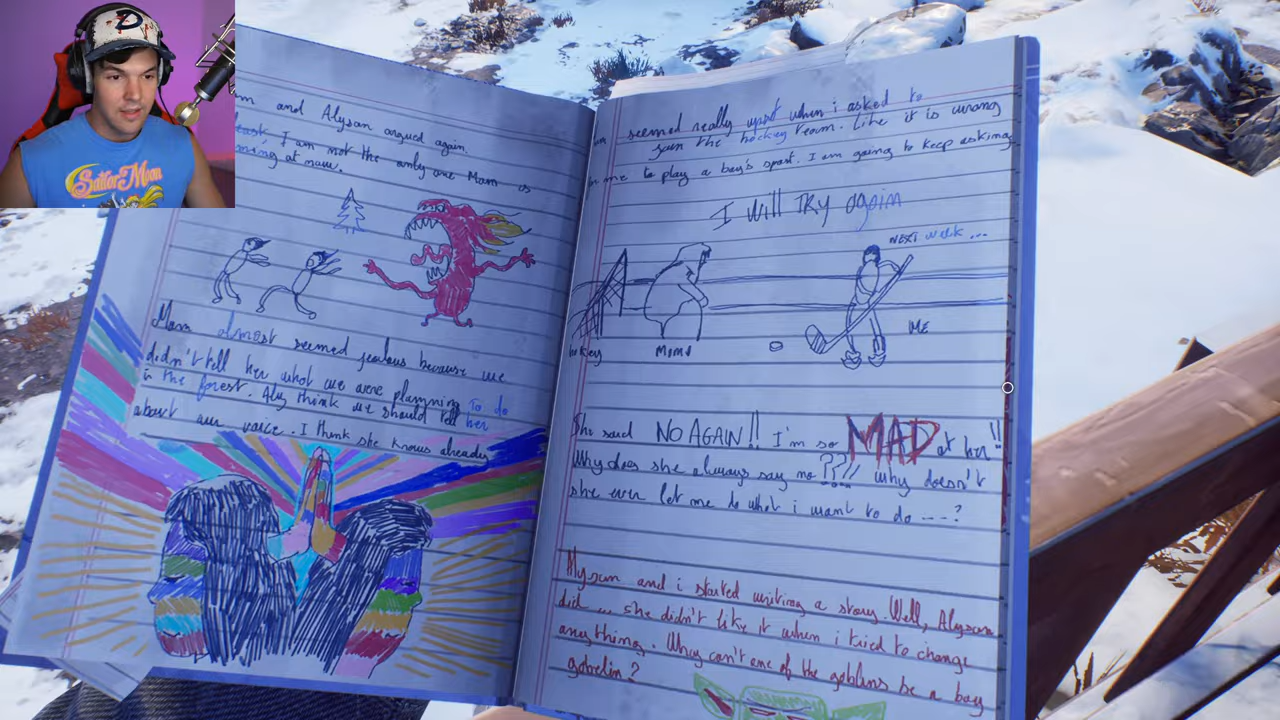 Sailor Moon
and Alyson argued again.
I am not the only one Mom is
at now.
Mom almost seemed jealous because we
didn't tell her what we were planning to do
in the forest. Aly think we should tell her
about our voice. I think she knows already
seemed really upset when i asked to
join the hockey team. Like it is wrong
me to play a boy's sport. I am going to keep asking.
I will TRY again
NEXT week...
ME
hockey
Mom
She said NO AGAIN!! I'm so MAD at her!!
Why does she always say no??!! why doesn't
she ever let me do what i want to do ---?
Alyson and i started writing a story. Well, Alyson
did ... she didn't like it when i tried to change
anything. Why can't one of the goblins be a boy
gobelin?